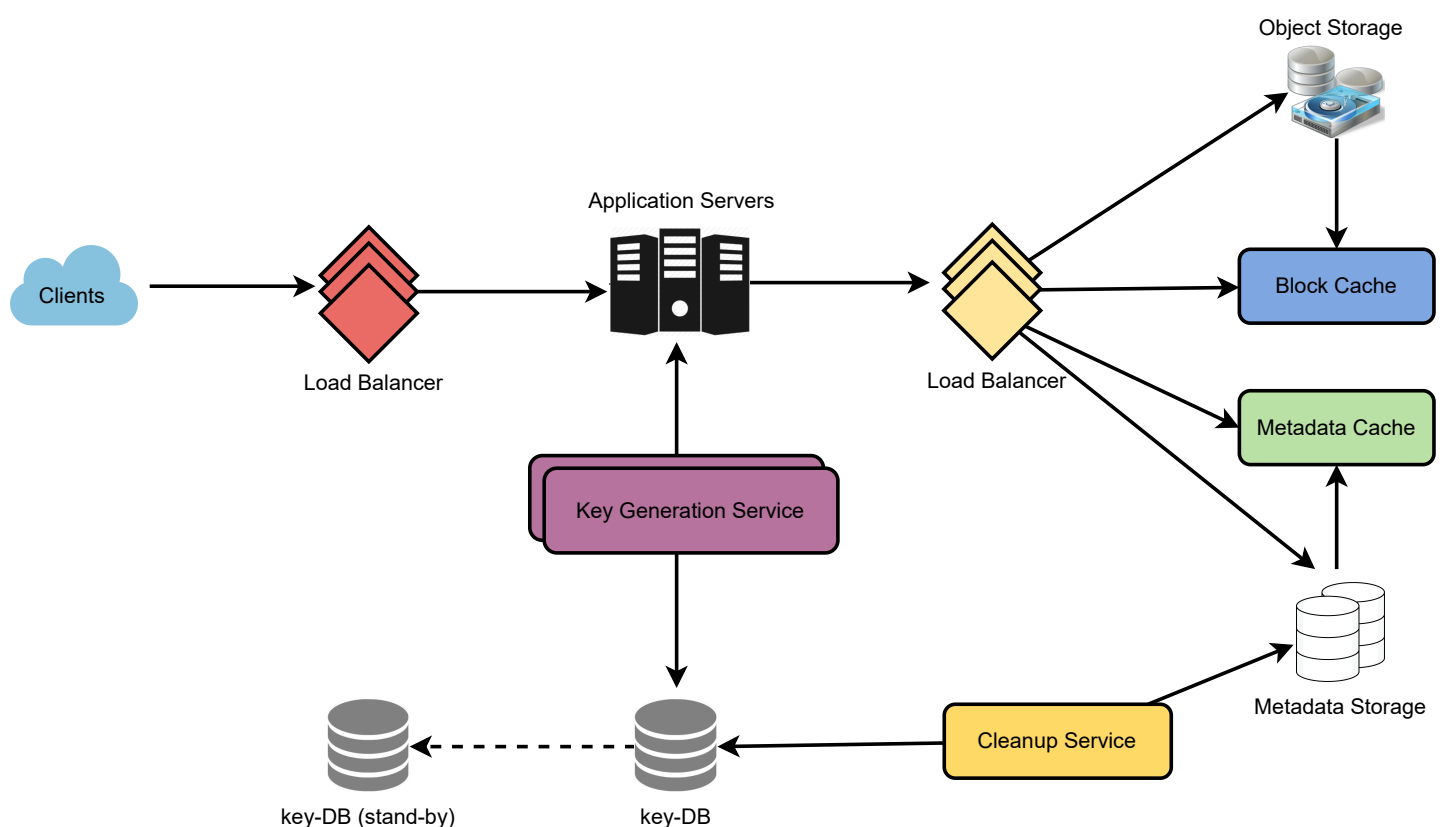 Object Storage
Application Servers
Clients
Block Cache
Load Balancer
Load Balancer
Metadata Cache
Key Generation Service
Metadata Storage
Cleanup Service
key-DB (stand-by)
key-DB